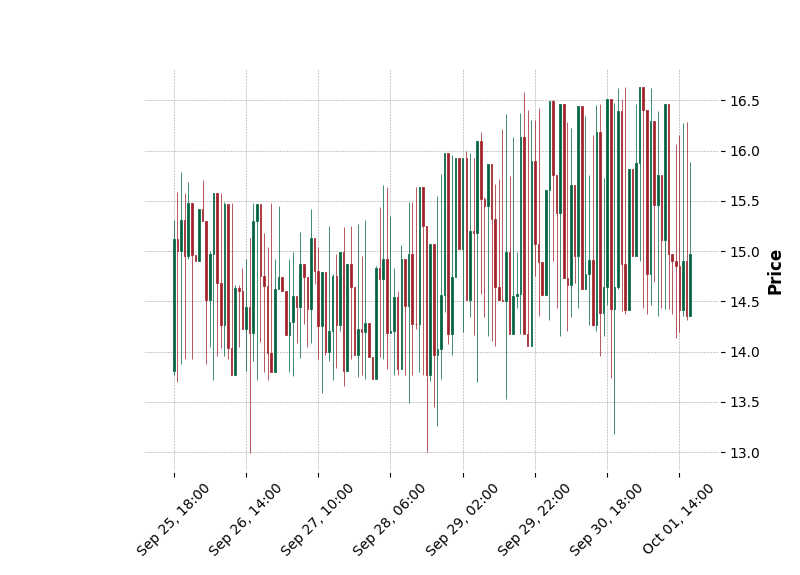 16.5
16.0
15.5
15.0
14.5
14.0
13.5
13.0
Price
Sep 25, 18:00
Sep 26, 14:00
Sep 27, 10:00
Sep 28, 06:00
Sep 29, 02:00
Sep 29, 22:00
Sep 30, 18:00
Oct 01, 14:00